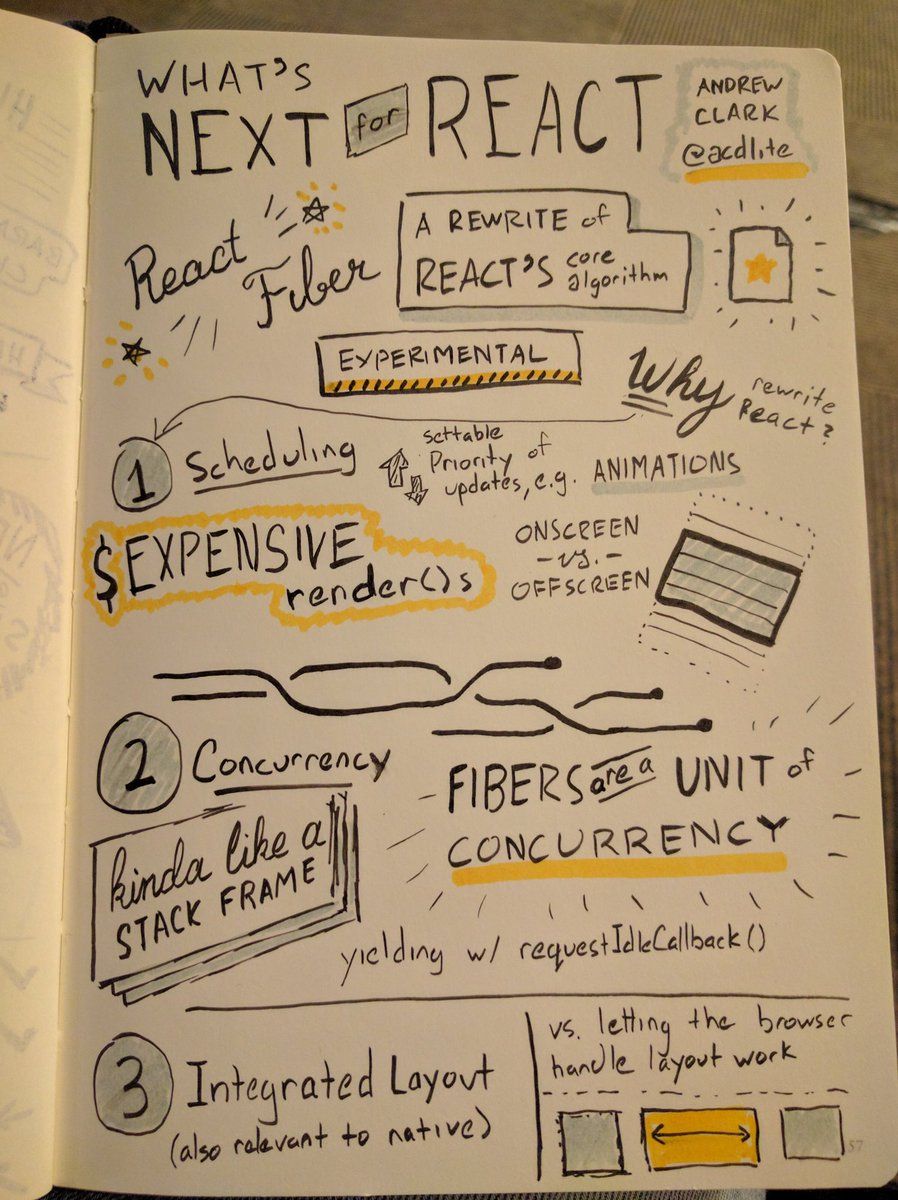 WHAT'S
NEXT for REACT
ANDREW
CLARK
@acdlite
React
Fiber
A REWRITE of
REACT'S core
algorithm
EXPERIMENTAL
Why rewrite
React?
1 Scheduling
settable
Priority of
updates, e.g. ANIMATIONS
$EXPENSIVE
render()s
ONSCREEN
-vs.-
OFFSCREEN
2 Concurrency
kinda like a
STACK FRAME
FIBERS are a UNIT of
CONCURRENCY
yielding w/ requestIdleCallback()
3 Integrated Layout
(also relevant to native)
vs. letting the browser
handle layout work
57